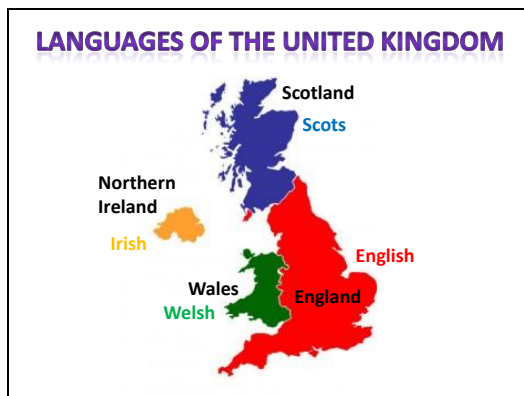 LANGUAGES OF THE UNITED KINGDOM
Scotland
Scots
Northern
Ireland
Irish
English
Wales
England
Welsh